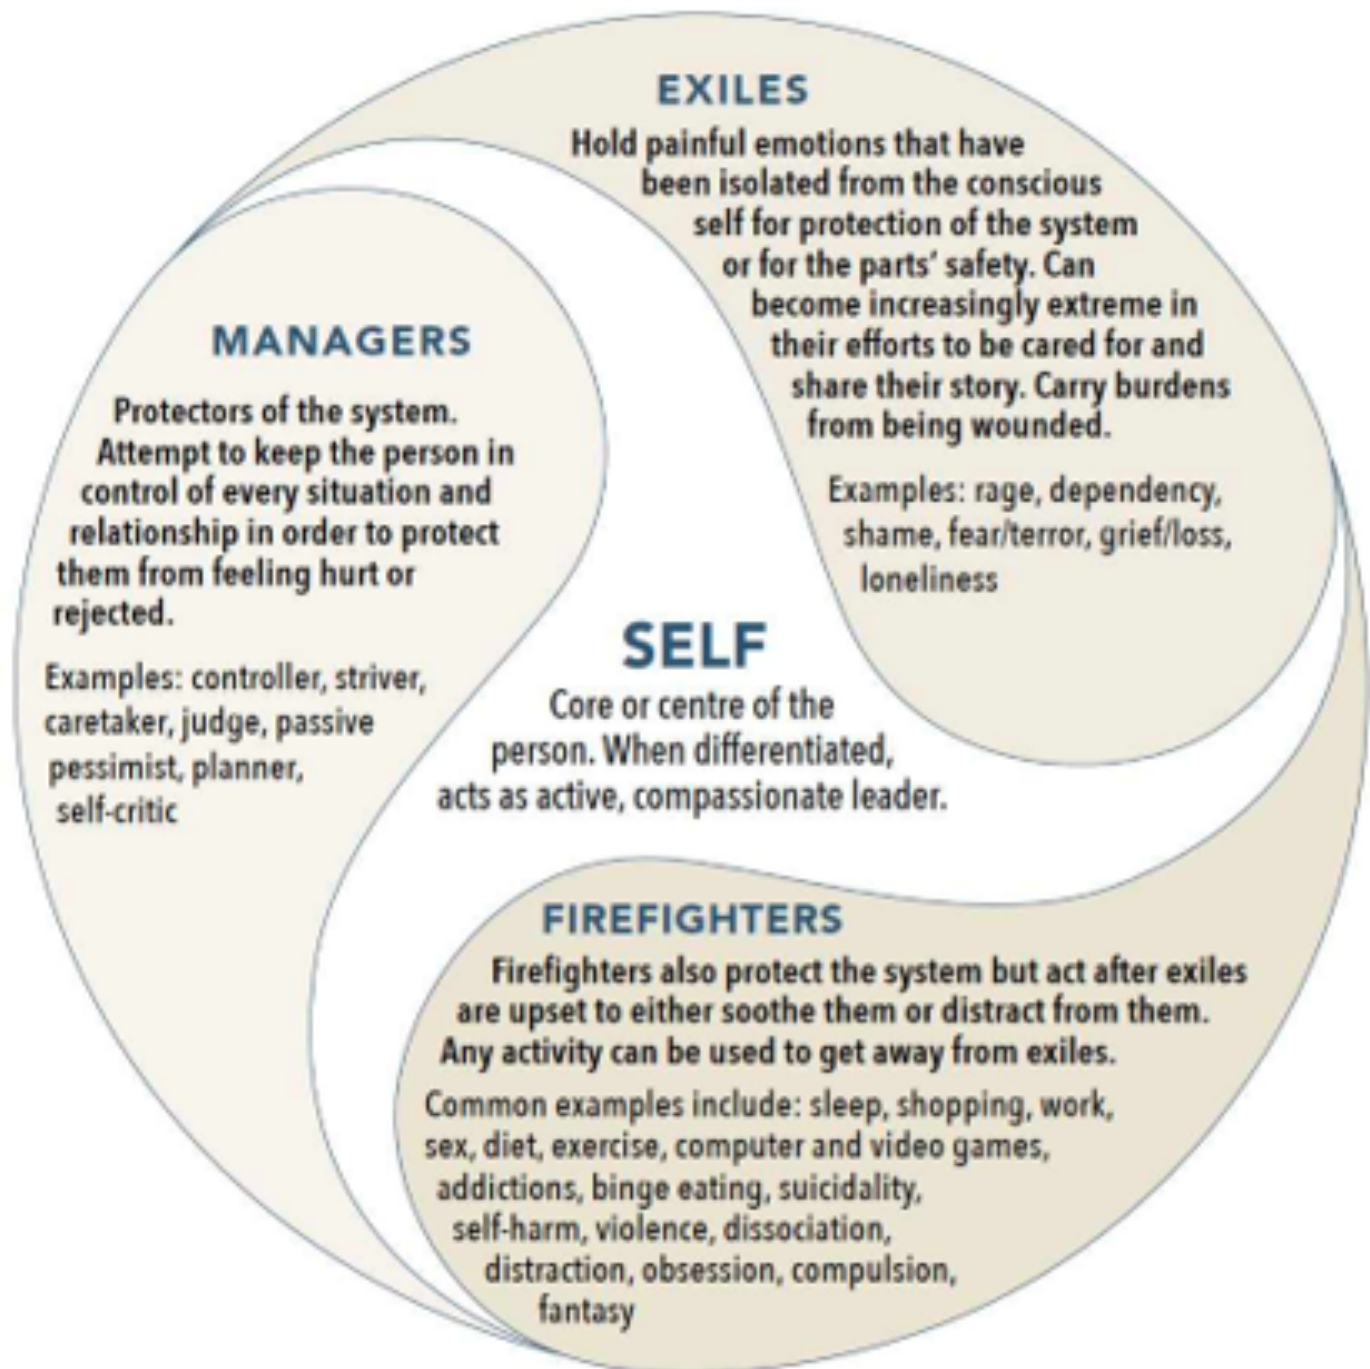 EXILES
Hold painful emotions that have
been isolated from the conscious
self for protection of the system
or for the parts' safety. Can
become increasingly extreme in
their efforts to be cared for and
share their story. Carry burdens
from being wounded.
Examples: rage, dependency,
shame, fear/terror, grief/loss,
loneliness
MANAGERS
Protectors of the system.
Attempt to keep the person in
control of every situation and
relationship in order to protect
them from feeling hurt or
rejected.
Examples: controller, striver,
caretaker, judge, passive
pessimist, planner,
self-critic
SELF
Core or centre of the
person. When differentiated,
acts as active, compassionate leader.
FIREFIGHTERS
Firefighters also protect the system but act after exiles
are upset to either soothe them or distract from them.
Any activity can be used to get away from exiles.
Common examples include: sleep, shopping, work,
sex, diet, exercise, computer and video games,
addictions, binge eating, suicidality,
self-harm, violence, dissociation,
distraction, obsession, compulsion,
fantasy